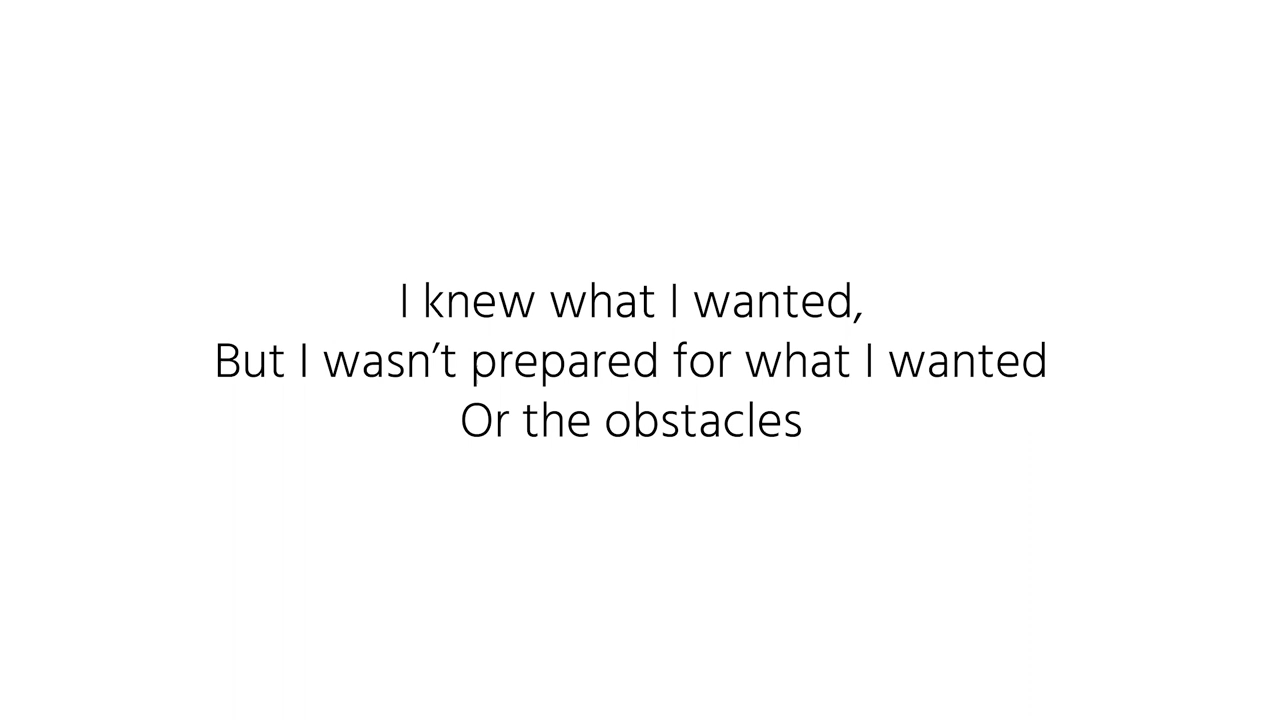 I knew what I wanted,
But I wasn’t prepared for what I wanted
Or the obstacles